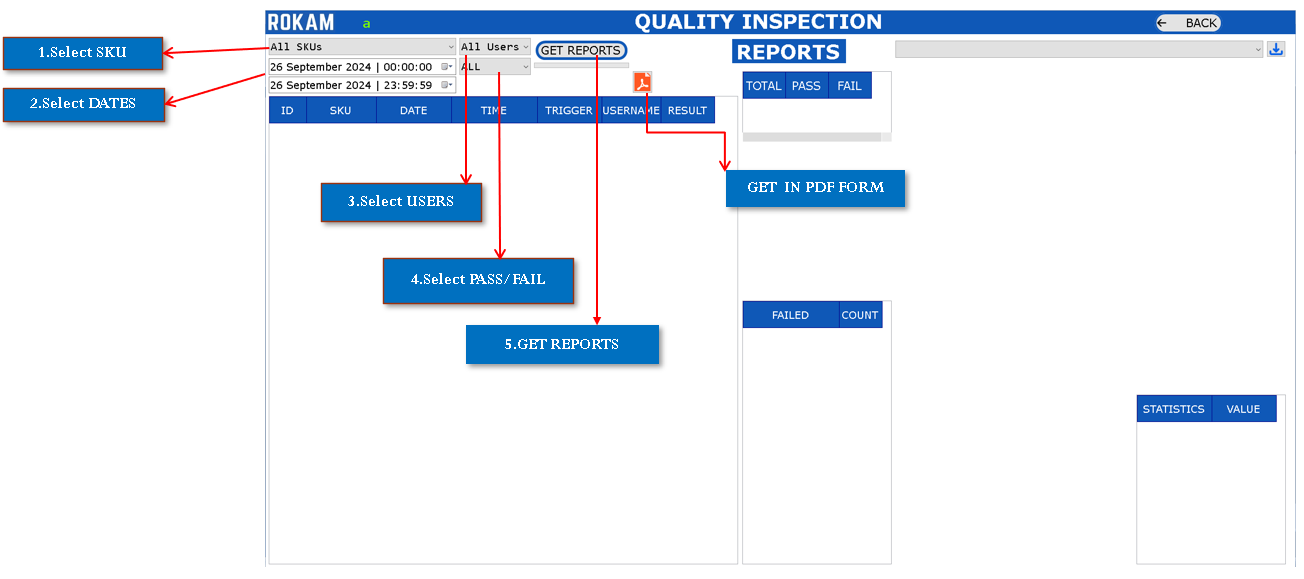 ROKAM
a
QUALITY INSPECTION
← BACK
1.Select SKU
All SKUs
All Users
GET REPORTS
REPORTS
2.Select DATES
26 September 2024 | 00:00:00
ALL
26 September 2024 | 23:59:59
TOTAL PASS FAIL
ID SKU DATE TIME TRIGGER USERNAME RESULT
GET IN PDF FORM
3.Select USERS
4.Select PASS/FAIL
5.GET REPORTS
FAILED COUNT
STATISTICS VALUE